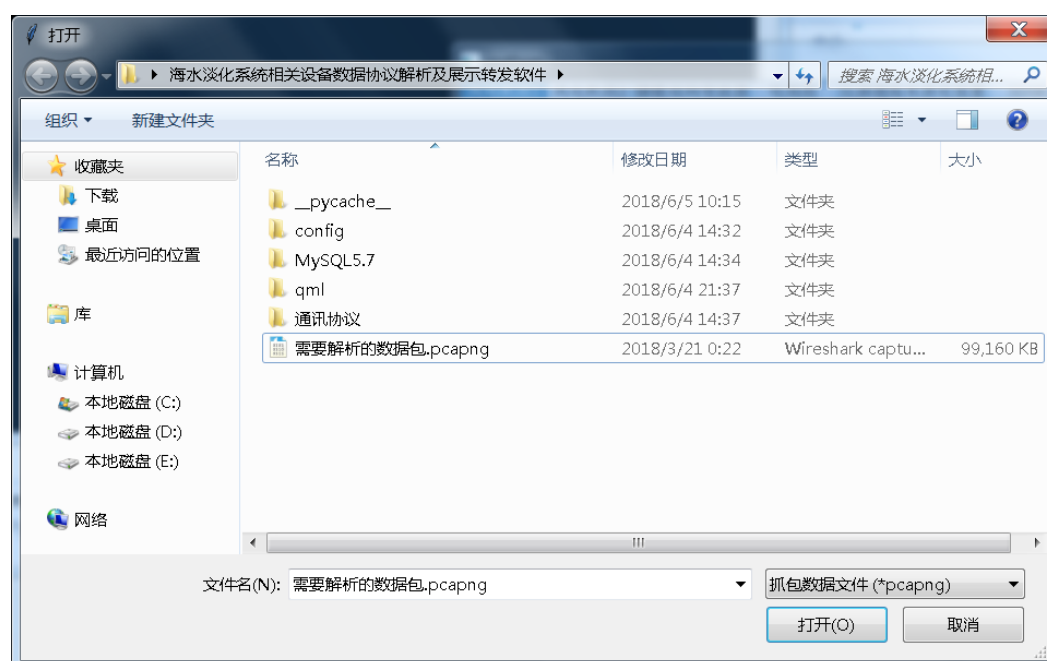 打开
X
海水淡化系统相关设备数据协议解析及展示转发软件
搜索 海水淡化系统相...
组织
新建文件夹
?
名称 修改日期 类型 大小
收藏夹
下载
桌面
最近访问的位置
库
计算机
本地磁盘 (C:)
本地磁盘 (D:)
本地磁盘 (E:)
网络
__pycache__ 2018/6/5 10:15 文件夹
config 2018/6/4 14:32 文件夹
MySQL5.7 2018/6/4 14:34 文件夹
qml 2018/6/4 21:37 文件夹
通讯协议 2018/6/4 14:37 文件夹
需要解析的数据包.pcapng 2018/3/21 0:22 Wireshark captu... 99,160 KB
文件名(N): 需要解析的数据包.pcapng 抓包数据文件 (*pcapng)
打开(O) 取消